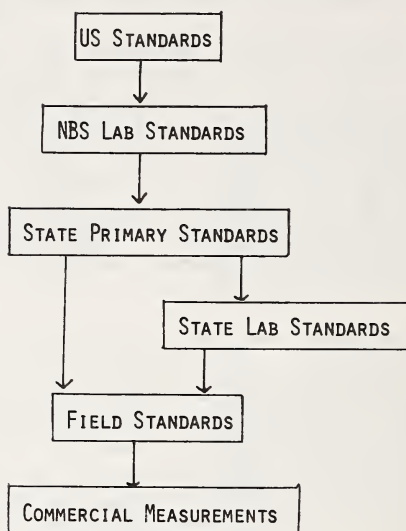 US STANDARDS
NBS LAB STANDARDS
STATE PRIMARY STANDARDS
STATE LAB STANDARDS
FIELD STANDARDS
COMMERCIAL MEASUREMENTS